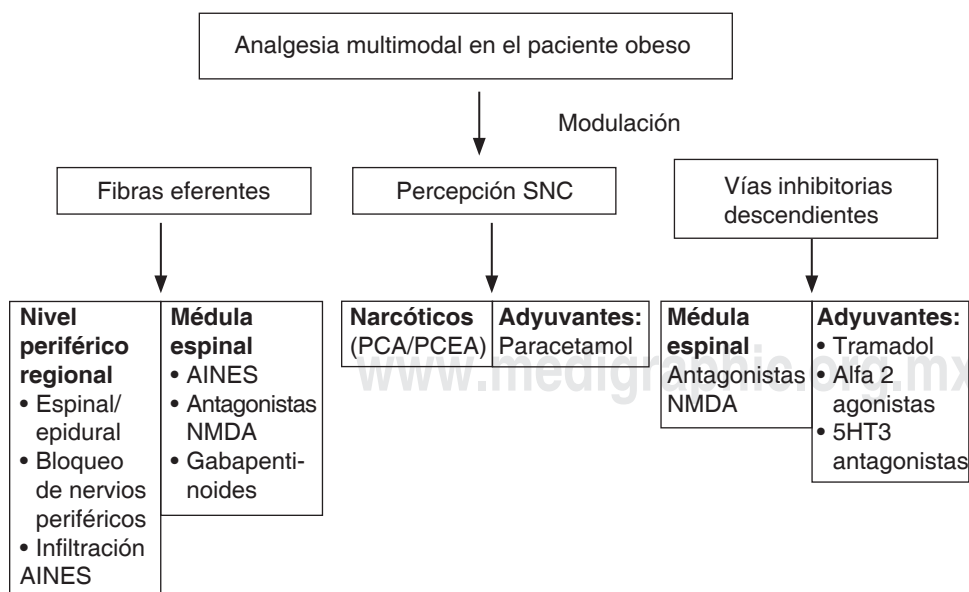 Analgesia multimodal en el paciente obeso
Modulación
Fibras eferentes
Percepción SNC
Vías inhibitorias
descendientes
Nivel
periférico
regional
• Espinal/
epidural
• Bloqueo
de nervios
periféricos
• Infiltración
AINES
Médula
espinal
• AINES
• Antagonistas
NMDA
• Gabapenti-
noides
Narcóticos
(PCA/PCEA)
Adyuvantes:
Paracetamol
Médula
espinal
Antagonistas
NMDA
Adyuvantes:
• Tramadol
• Alfa 2
agonistas
• 5HT3
antagonistas
www.medigraphic.org.mx